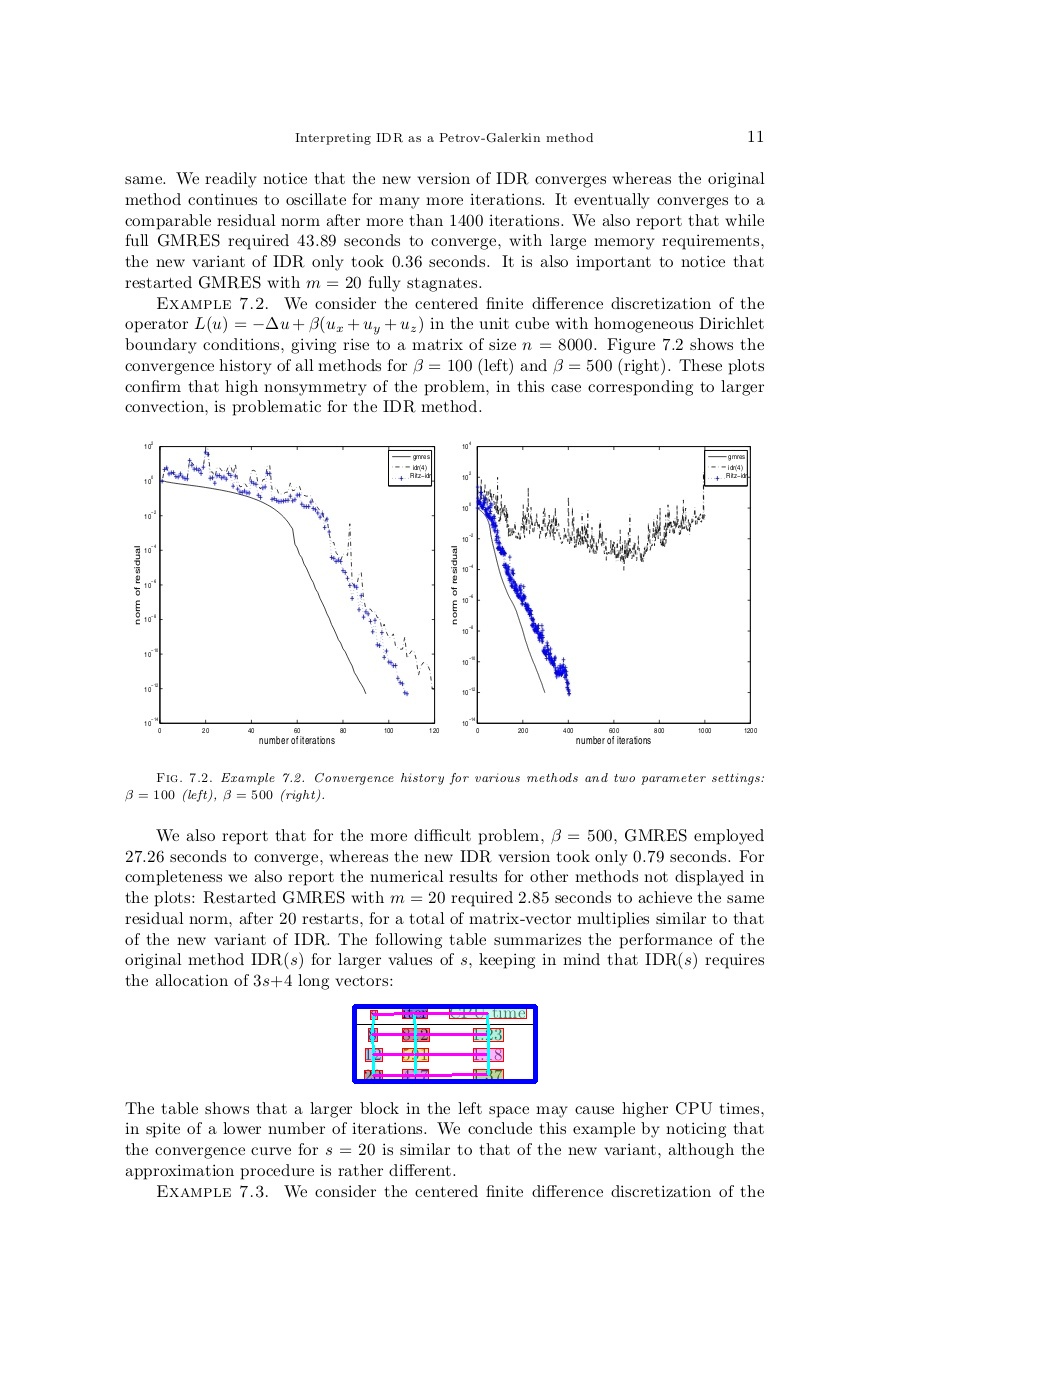 Interpreting IDR as a Petrov-Galerkin method 11
same. We readily notice that the new version of IDR converges whereas the original
method continues to oscillate for many more iterations. It eventually converges to a
comparable residual norm after more than 1400 iterations. We also report that while
full GMRES required 43.89 seconds to converge, with large memory requirements,
the new variant of IDR only took 0.36 seconds. It is also important to notice that
restarted GMRES with m = 20 fully stagnates.
EXAMPLE 7.2. We consider the centered finite difference discretization of the
operator L(u) = −Δu + β(u_x + u_y + u_z) in the unit cube with homogeneous Dirichlet
boundary conditions, giving rise to a matrix of size n = 8000. Figure 7.2 shows the
convergence history of all methods for β = 100 (left) and β = 500 (right). These plots
confirm that high nonsymmetry of the problem, in this case corresponding to larger
convection, is problematic for the IDR method.
10^2
10^0
10^−2
10^−4
10^−6
10^−8
10^−10
10^−12
10^−14
norm of residual
gmres
idr(4)
Ritz−idr
0 20 40 60 80 100 120
number of iterations
10^4
10^2
10^0
10^−2
10^−4
10^−6
10^−8
10^−10
10^−12
10^−14
norm of residual
gmres
idr(4)
Ritz−idr
0 200 400 600 800 1000 1200
number of iterations
FIG. 7.2. Example 7.2. Convergence history for various methods and two parameter settings:
β = 100 (left), β = 500 (right).
We also report that for the more difficult problem, β = 500, GMRES employed
27.26 seconds to converge, whereas the new IDR version took only 0.79 seconds. For
completeness we also report the numerical results for other methods not displayed in
the plots: Restarted GMRES with m = 20 required 2.85 seconds to achieve the same
residual norm, after 20 restarts, for a total of matrix-vector multiplies similar to that
of the new variant of IDR. The following table summarizes the performance of the
original method IDR(s) for larger values of s, keeping in mind that IDR(s) requires
the allocation of 3s+4 long vectors:
CPU time
The table shows that a larger block in the left space may cause higher CPU times,
in spite of a lower number of iterations. We conclude this example by noticing that
the convergence curve for s = 20 is similar to that of the new variant, although the
approximation procedure is rather different.
EXAMPLE 7.3. We consider the centered finite difference discretization of the